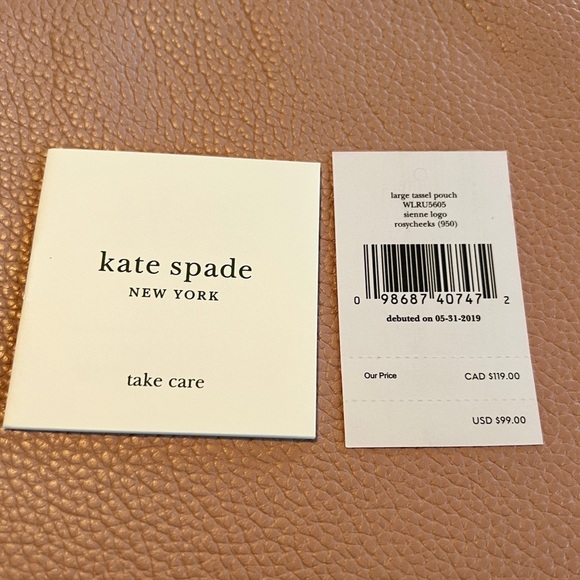 kate spade
NEW YORK
take care
large tassel pouch
WLRU5605
sienne logo
rosycheeks (950)
0 98687 40747 2
debuted on 05-31-2019
Our Price CAD $119.00
USD $99.00